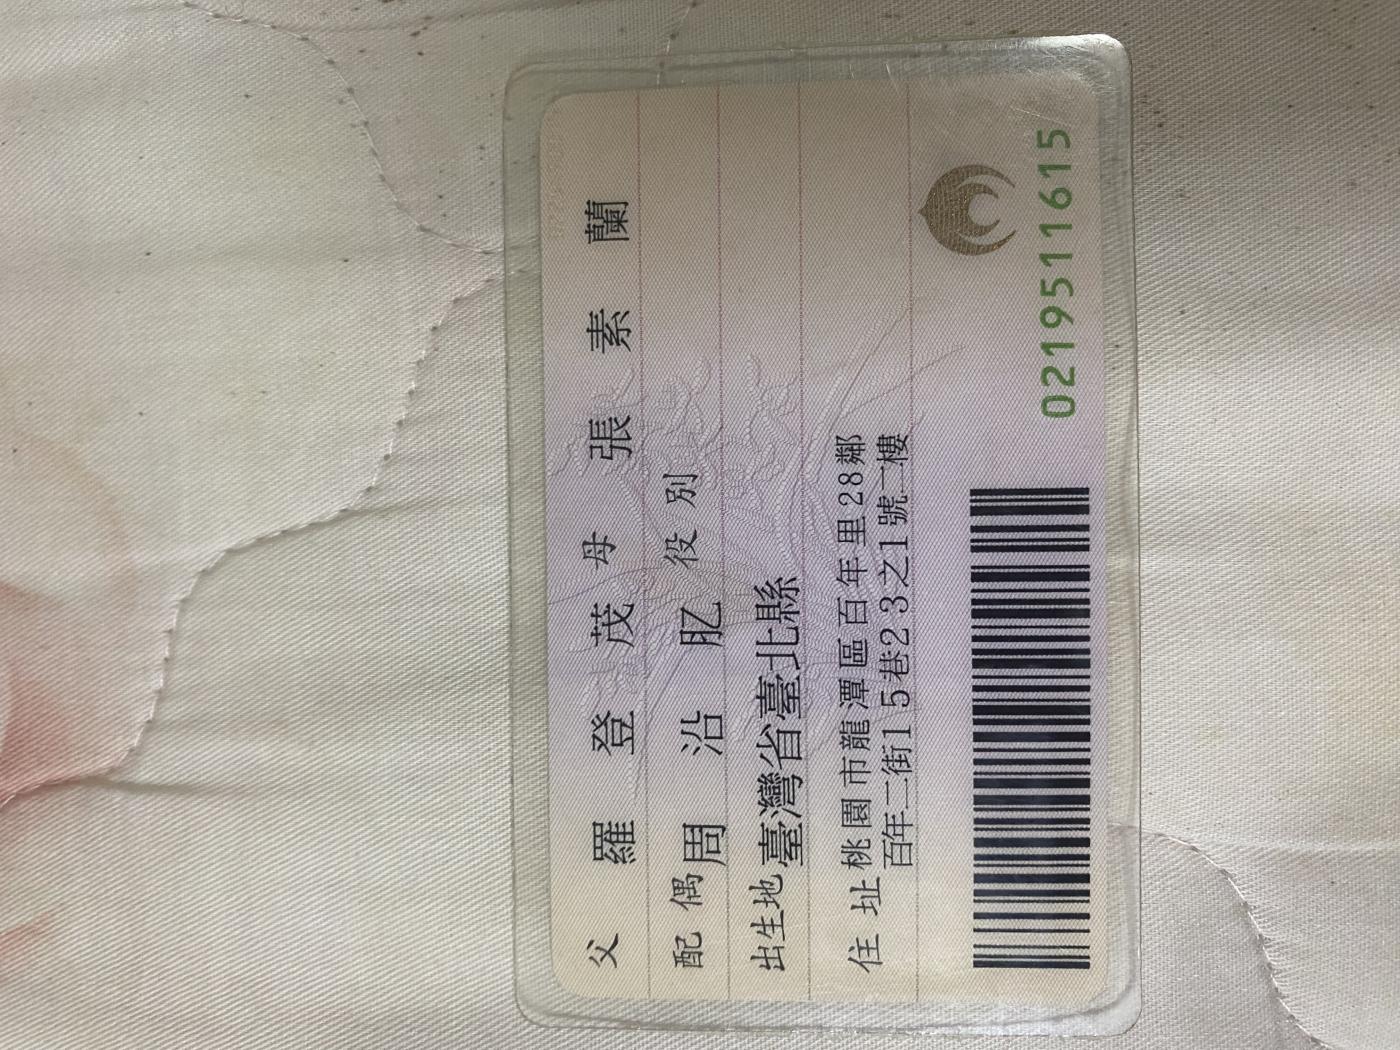 父 羅登茂 母 張素蘭
配偶 周沿肊 役別
出生地 臺灣省臺北縣
住址 桃園市龍潭區百年里28鄰
百年二街15巷23之1號二樓
0219511615